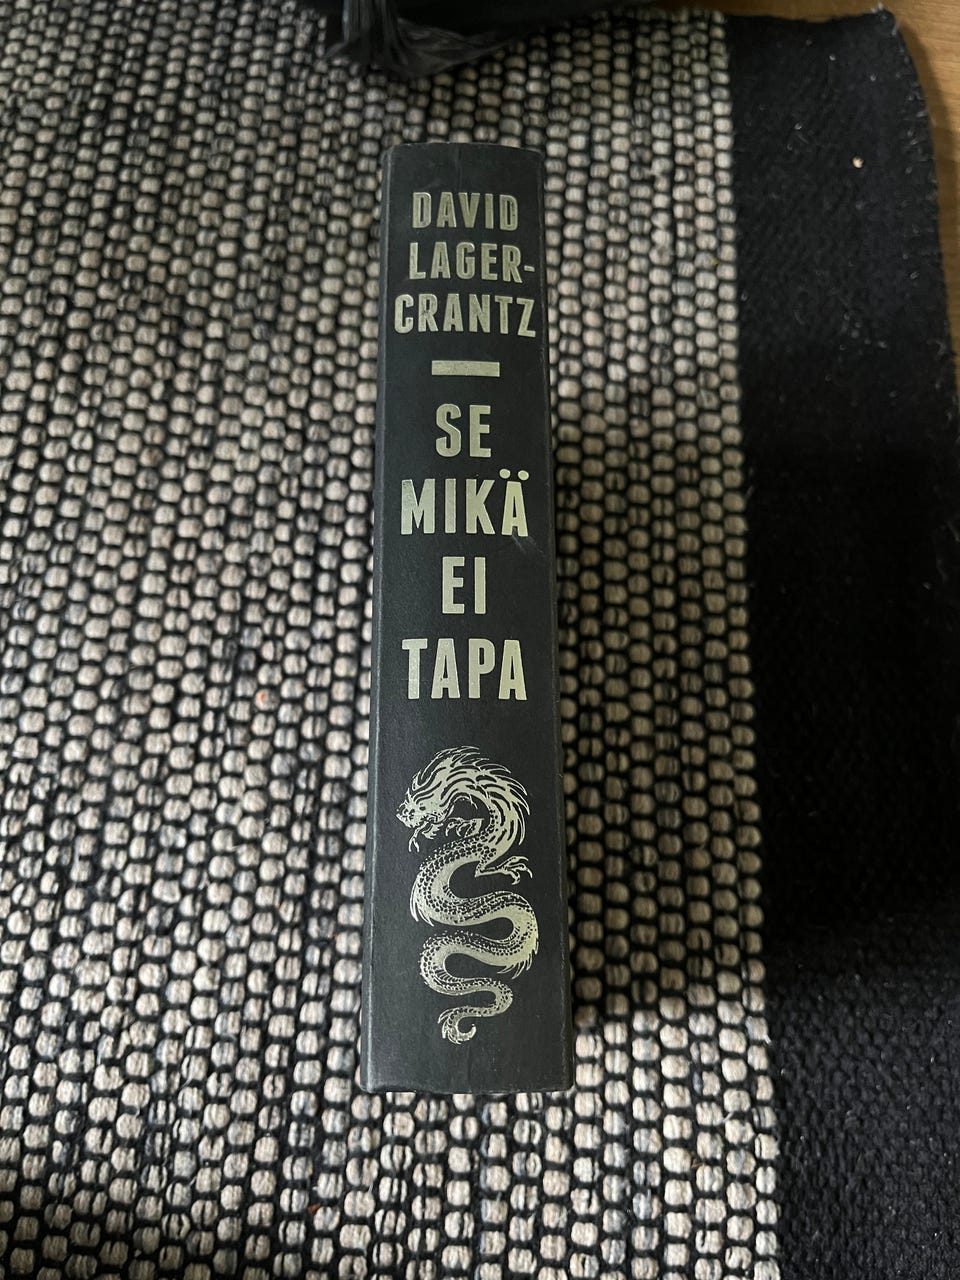 DAVID
LAGER-
CRANTZ
SE
MIKÄ
EI
TAPA